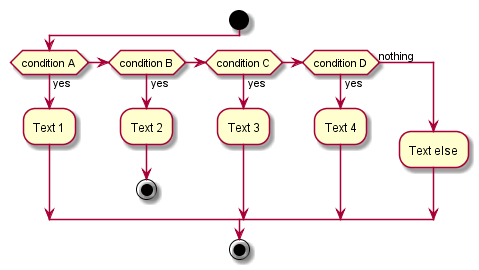 condition A
condition B
condition C
condition D
nothing
yes
yes
yes
yes
Text 1
Text 2
Text 3
Text 4
Text else